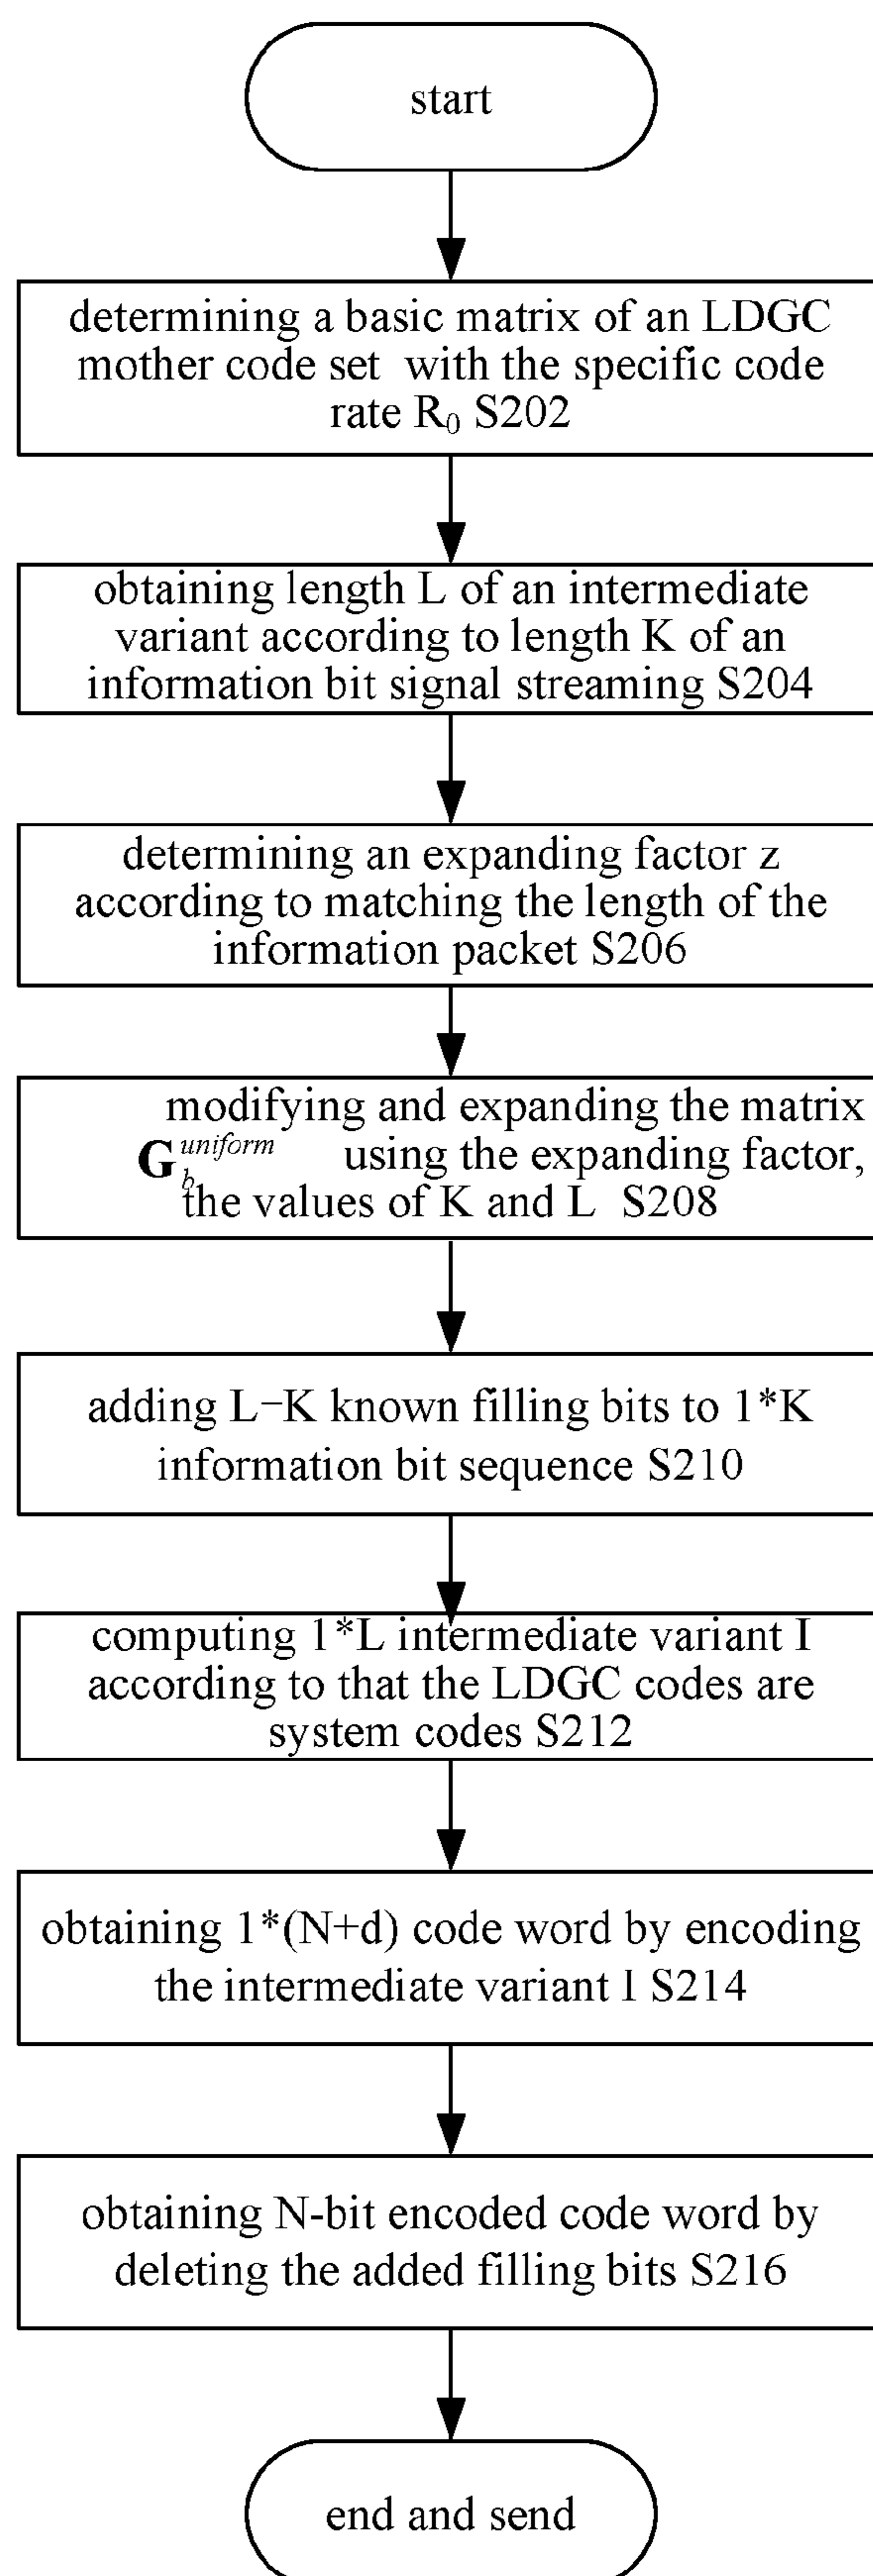 start
determining a basic matrix of an LDGC
mother code set with the specific code
rate R₀ S202
obtaining length L of an intermediate
variant according to length K of an
information bit signal streaming S204
determining an expanding factor z
according to matching the length of the
information packet S206
modifying and expanding the matrix
G_b^uniform using the expanding factor,
the values of K and L S208
adding L−K known filling bits to 1*K
information bit sequence S210
computing 1*L intermediate variant I
according to that the LDGC codes are
system codes S212
obtaining 1*(N+d) code word by encoding
the intermediate variant I S214
obtaining N-bit encoded code word by
deleting the added filling bits S216
end and send